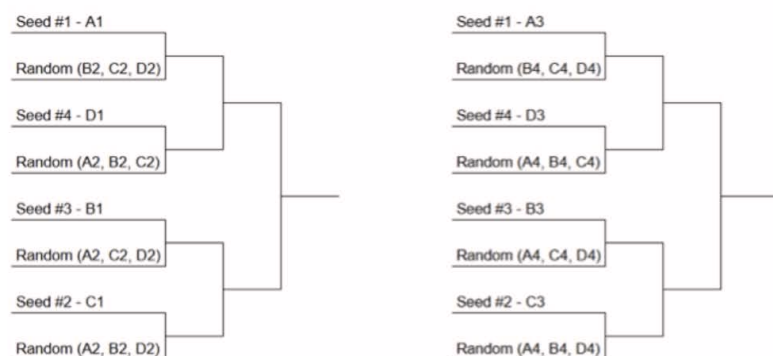 Seed #1 - A1
Random (B2, C2, D2)
Seed #4 - D1
Random (A2, B2, C2)
Seed #3 - B1
Random (A2, C2, D2)
Seed #2 - C1
Random (A2, B2, D2)
Seed #1 - A3
Random (B4, C4, D4)
Seed #4 - D3
Random (A4, B4, C4)
Seed #3 - B3
Random (A4, C4, D4)
Seed #2 - C3
Random (A4, B4, D4)